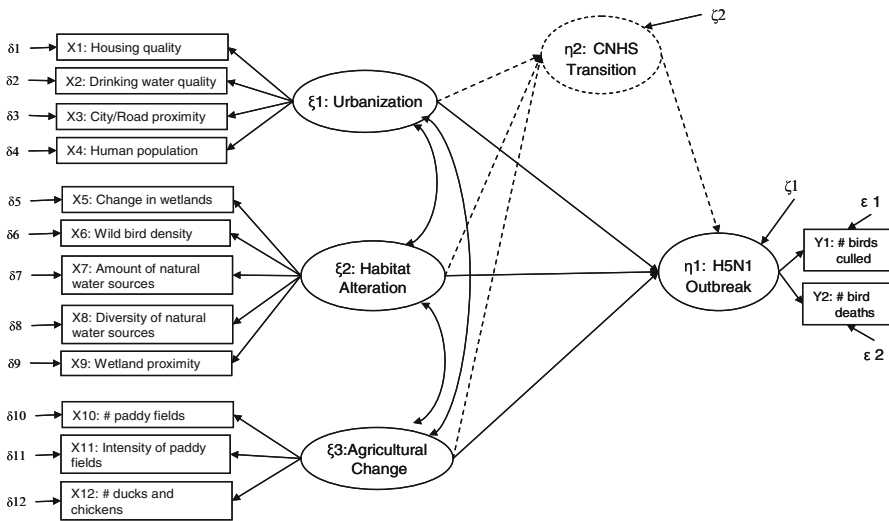 δ1
X1: Housing quality
δ2
X2: Drinking water quality
δ3
X3: City/Road proximity
δ4
X4: Human population
δ5
X5: Change in wetlands
δ6
X6: Wild bird density
δ7
X7: Amount of natural
water sources
δ8
X8: Diversity of natural
water sources
δ9
X9: Wetland proximity
δ10
X10: # paddy fields
δ11
X11: Intensity of paddy
fields
δ12
X12: # ducks and
chickens
ξ1: Urbanization
ξ2: Habitat
Alteration
ξ3:Agricultural
Change
η2: CNHS
Transition
ζ2
η1: H5N1
Outbreak
ζ1
ε 1
Y1: # birds
culled
Y2: # bird
deaths
ε 2